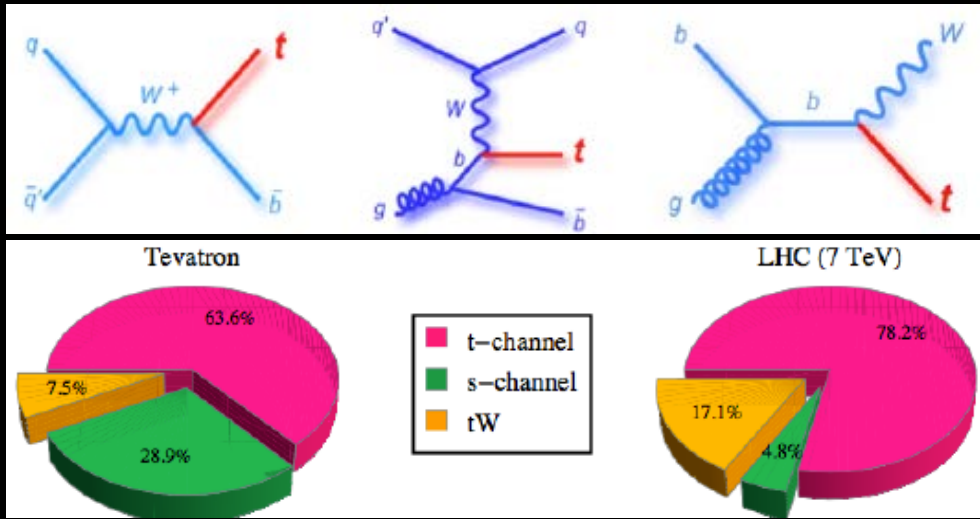 q
W +
t
q̄'
b̄
q'
q
W
b
t
g
b̄
b
W
b
g
t
Tevatron
LHC (7 TeV)
63.6%
7.5%
28.9%
t-channel
s-channel
tW
78.2%
17.1%
4.8%